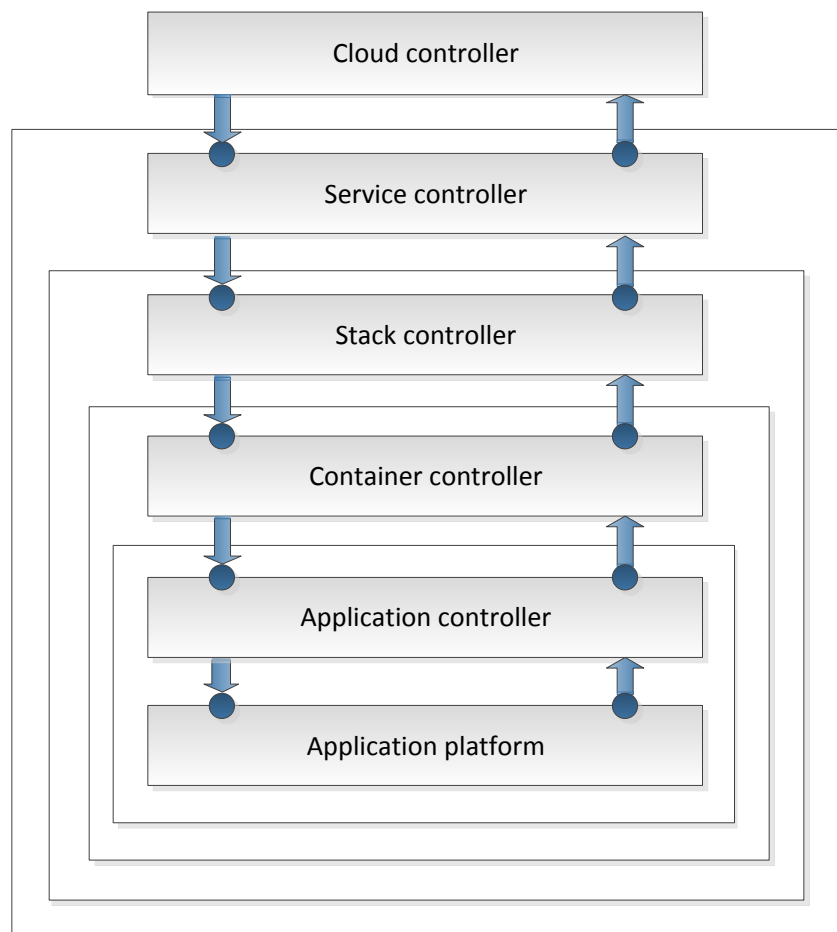 Cloud controller
Service controller
Stack controller
Container controller
Application controller
Application platform